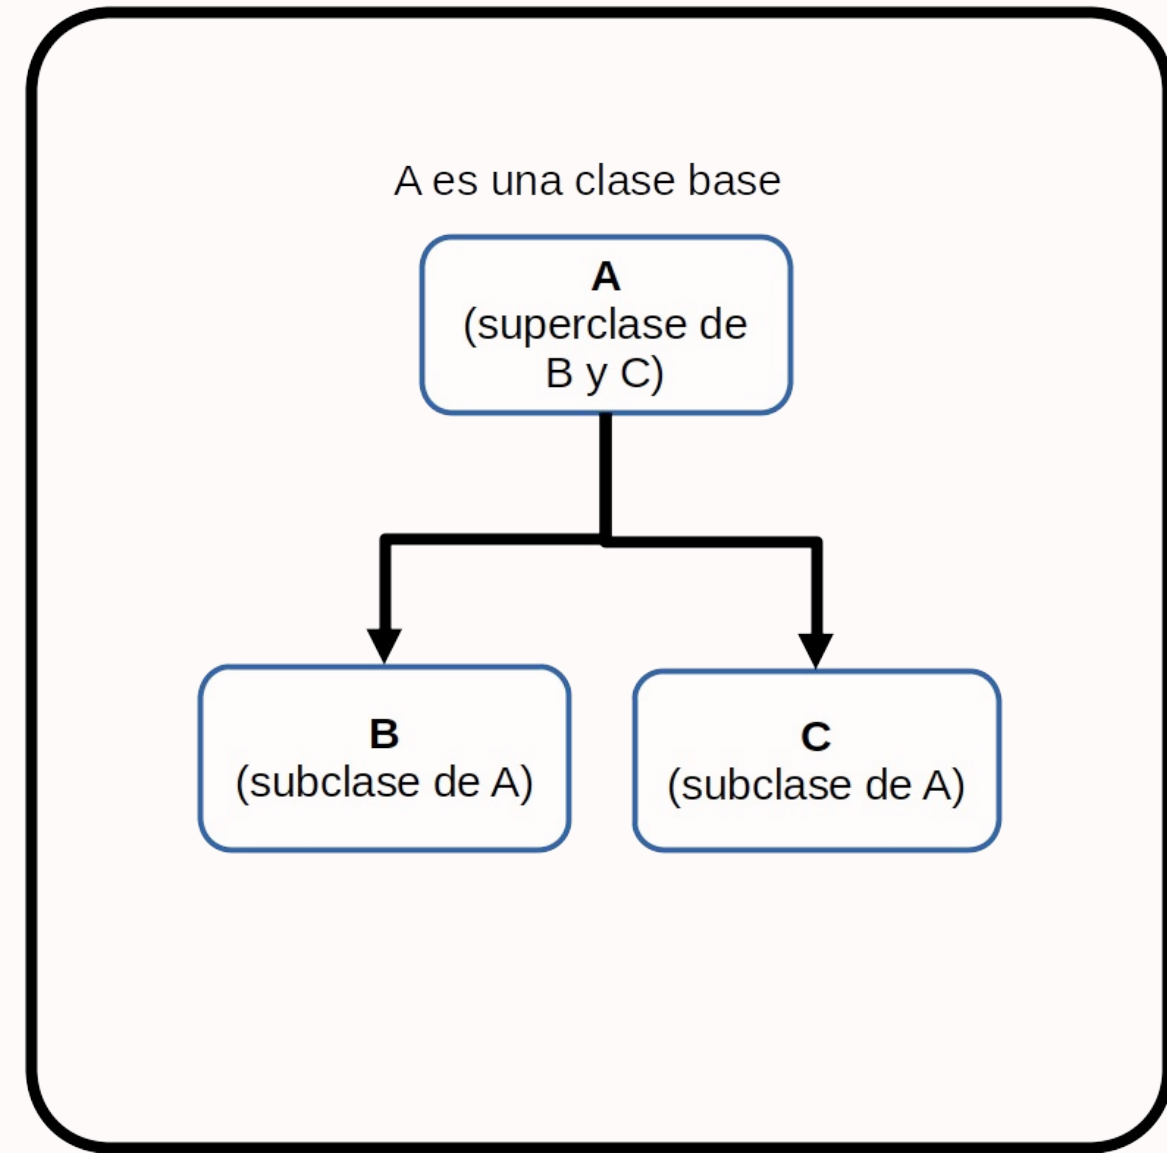 A es una clase base
A
(superclase de
B y C)
B
(subclase de A)
C
(subclase de A)